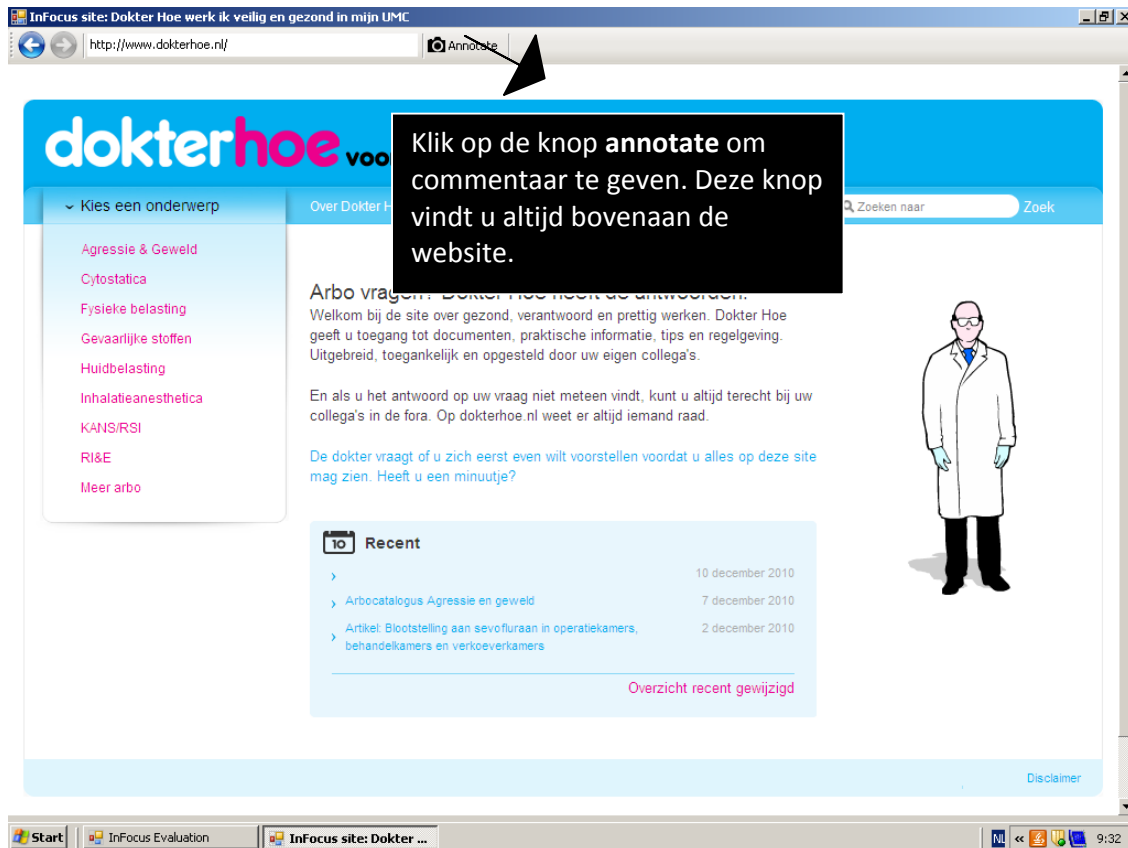 InFocus site: Dokter Hoe werk ik veilig en gezond in mijn UMC
http://www.dokterhoe.nl/
Annotate
Klik op de knop annotate om
commentaar te geven. Deze knop
vindt u altijd bovenaan de
website.
dokterhoe voo
Kies een onderwerp
Over Dokter H
Zoeken naar
Zoek
Agressie & Geweld
Cytostatica
Fysieke belasting
Gevaarlijke stoffen
Huidbelasting
Inhalatieanesthetica
KANS/RSI
RI&E
Meer arbo
Arbo vragen? Dokter Hoe heeft de antwoorden.
Welkom bij de site over gezond, verantwoord en prettig werken. Dokter Hoe
geeft u toegang tot documenten, praktische informatie, tips en regelgeving.
Uitgebreid, toegankelijk en opgesteld door uw eigen collega's.
En als u het antwoord op uw vraag niet meteen vindt, kunt u altijd terecht bij uw
collega's in de fora. Op dokterhoe.nl weet er altijd iemand raad.
De dokter vraagt of u zich eerst even wilt voorstellen voordat u alles op deze site
mag zien. Heeft u een minuutje?
10 Recent
10 december 2010
Arbocatalogus Agressie en geweld 7 december 2010
Artikel: Blootstelling aan sevofluraan in operatiekamers, 2 december 2010
behandelkamers en verkoeverkamers
Overzicht recent gewijzigd
Disclaimer
Start
InFocus Evaluation
InFocus site: Dokter ...
NL
9:32